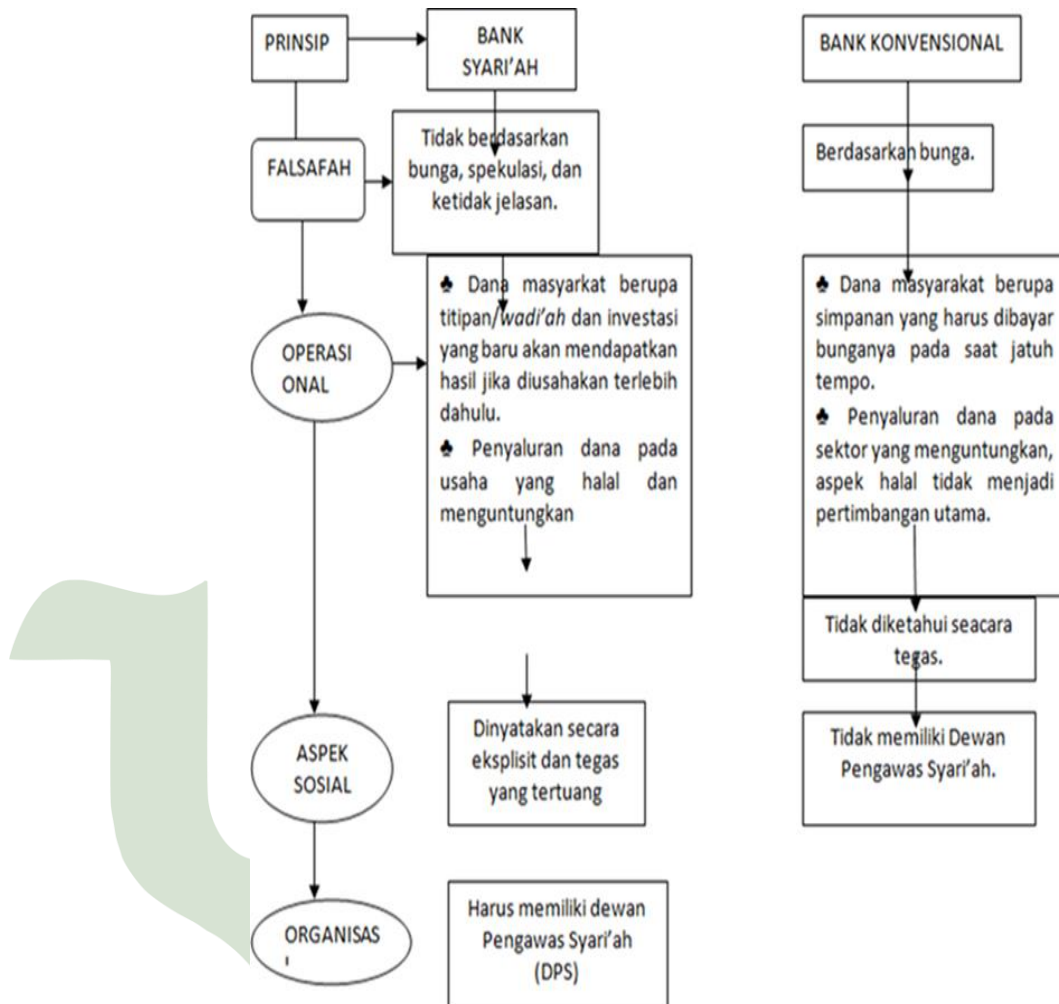 PRINSIP
BANK
SYARI’AH
BANK KONVENSIONAL
FALSAFAH
Tidak berdasarkan
bunga, spekulasi, dan
ketidak jelasan.
Berdasarkan bunga.
OPERASI
ONAL
♣ Dana masyarkat berupa
titipan/wadi’ah dan investasi
yang baru akan mendapatkan
hasil jika diusahakan terlebih
dahulu.
♣ Penyaluran dana pada
usaha yang halal dan
menguntungkan
♣ Dana masyarakat berupa
simpanan yang harus dibayar
bunganya pada saat jatuh
tempo.
♣ Penyaluran dana pada
sektor yang menguntungkan,
aspek halal tidak menjadi
pertimbangan utama.
Tidak diketahui seacara
tegas.
ASPEK
SOSIAL
Dinyatakan secara
eksplisit dan tegas
yang tertuang
Tidak memiliki Dewan
Pengawas Syari’ah.
ORGANISAS
I
Harus memiliki dewan
Pengawas Syari’ah
(DPS)